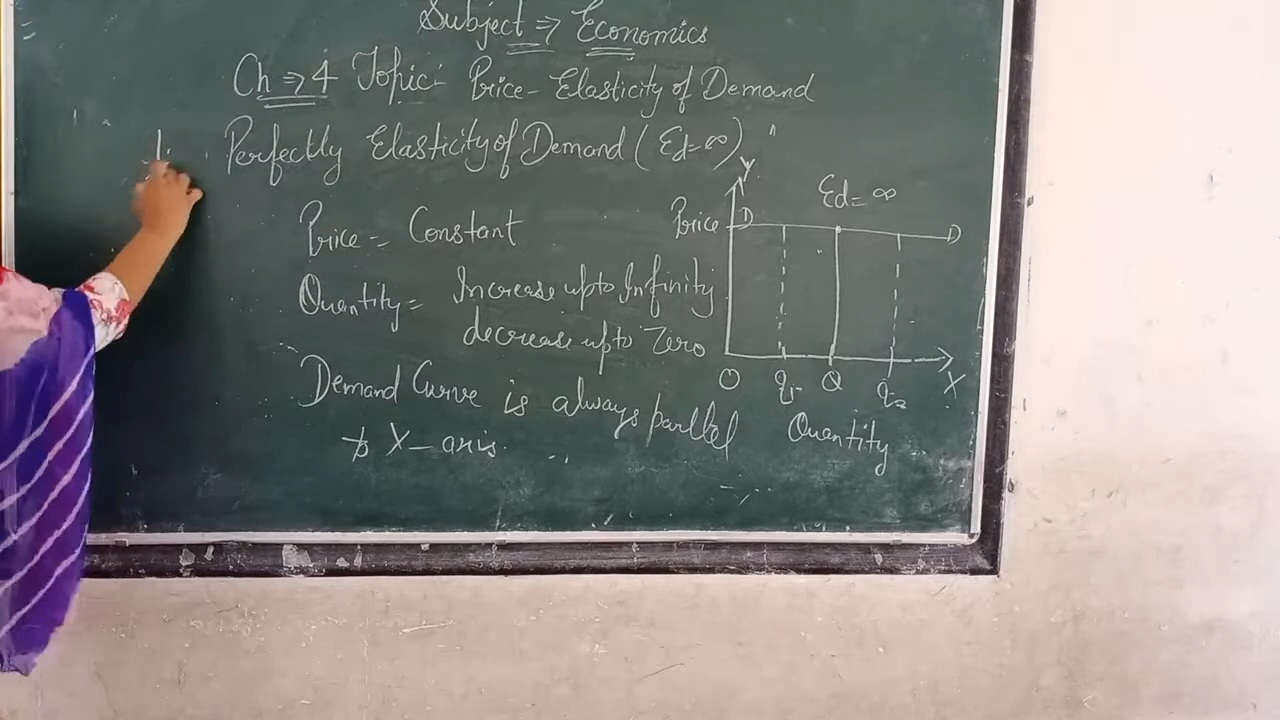 Subject ⇒ Economics
Ch ⇒ 4 Topic:- Price - Elasticity of Demand
Perfectly Elasticity of Demand (Ed=∞)
Price = Constant
Quantity = Increase upto Infinity
decrease upto Zero
Demand Curve is always parllel
to X-axis.
Y
Ed=∞
Price D D
O q1 Q q2 X
Quantity